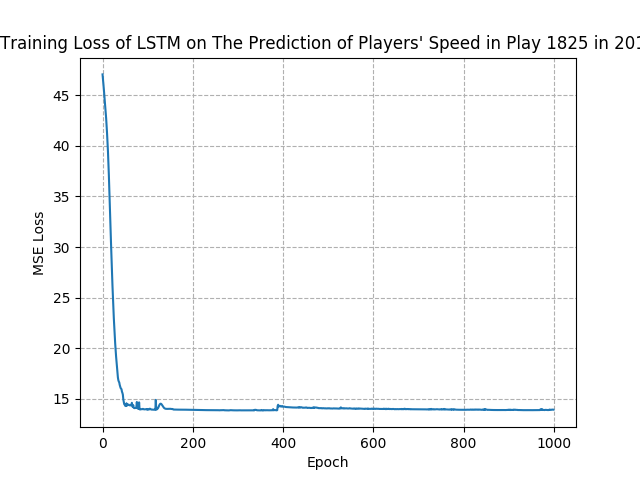 Training Loss of LSTM on The Prediction of Players' Speed in Play 1825 in 201
45
40
35
30
25
20
15
MSE Loss
0 200 400 600 800 1000
Epoch